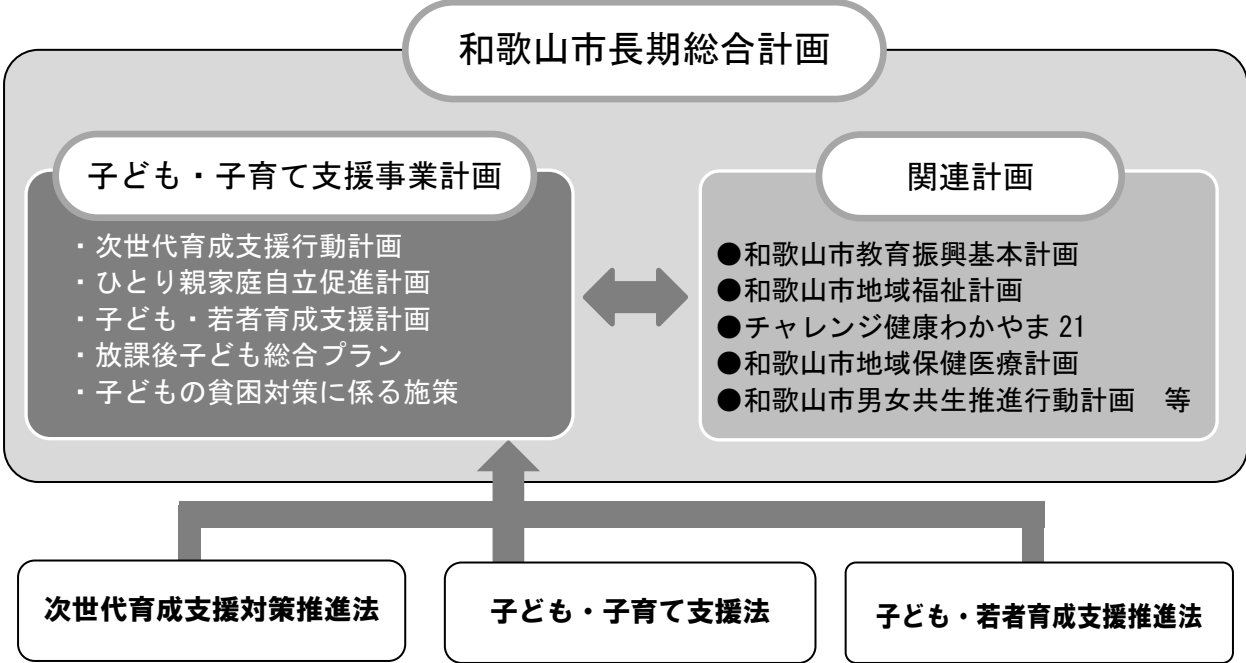 和歌山市長期総合計画
子ども・子育て支援事業計画
・次世代育成支援行動計画
・ひとり親家庭自立促進計画
・子ども・若者育成支援計画
・放課後子ども総合プラン
・子どもの貧困対策に係る施策
関連計画
●和歌山市教育振興基本計画
●和歌山市地域福祉計画
●チャレンジ健康わかやま 21
●和歌山市地域保健医療計画
●和歌山市男女共生推進行動計画　等
次世代育成支援対策推進法
子ども・子育て支援法
子ども・若者育成支援推進法